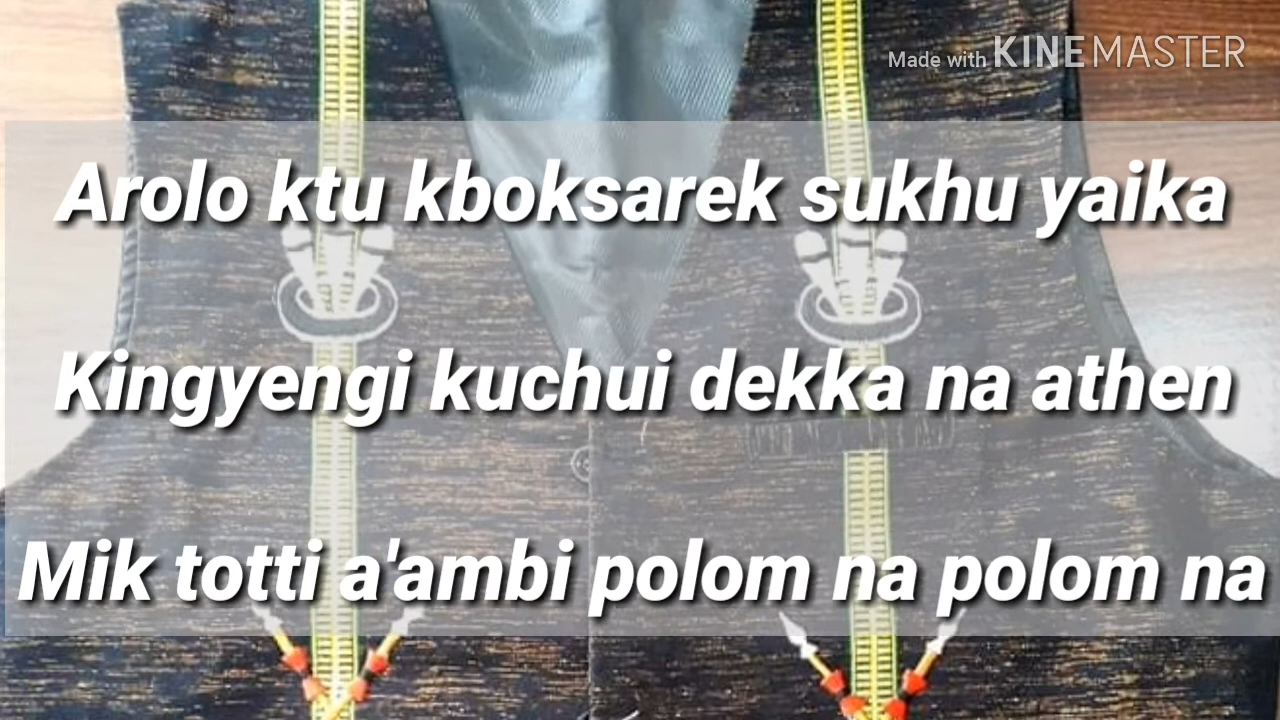 Made with KINEMASTER
Arolo ktu kboksarek sukhu yaika
Kingyengi kuchui dekka na athen
Mik totti a'ambi polom na polom na